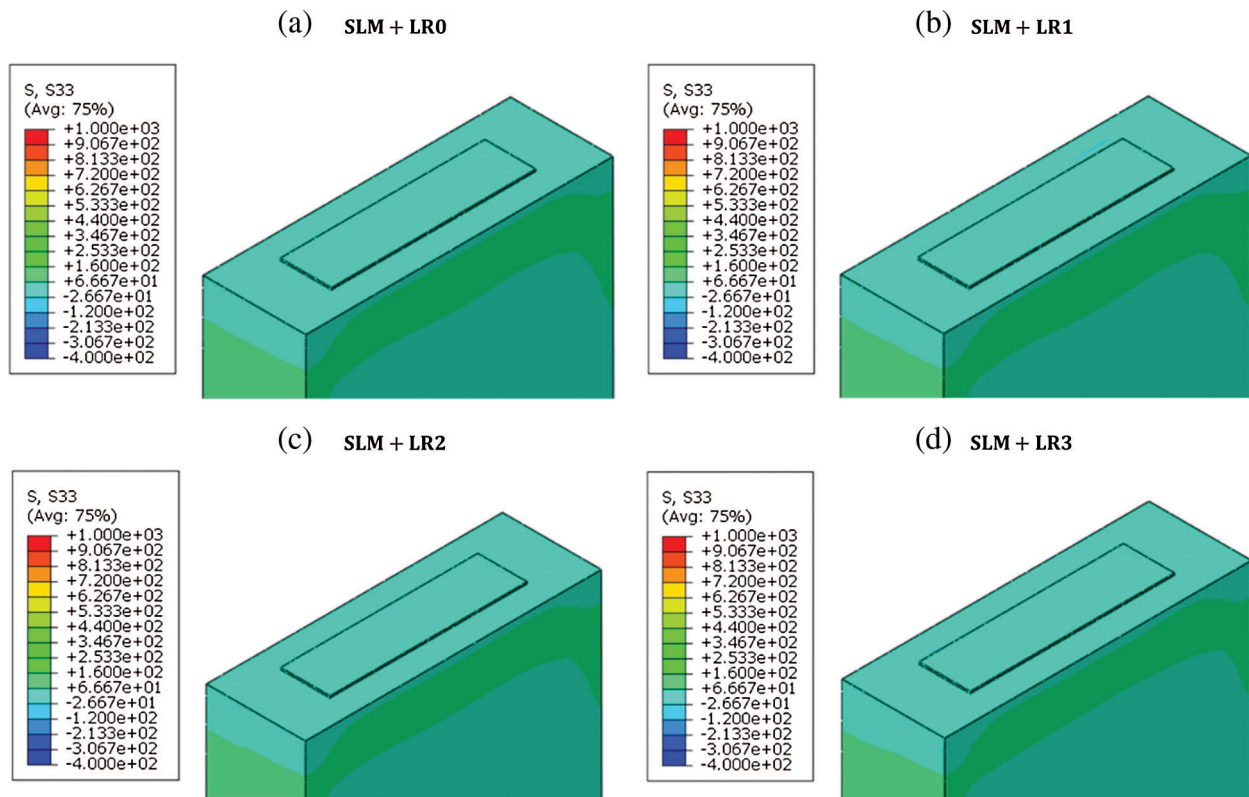 (a) SLM + LR0
S, S33
(Avg: 75%)
+1.000e+03
+9.067e+02
+8.133e+02
+7.200e+02
+6.267e+02
+5.333e+02
+4.400e+02
+3.467e+02
+2.533e+02
+1.600e+02
+6.667e+01
-2.667e+01
-1.200e+02
-2.133e+02
-3.067e+02
-4.000e+02
(b) SLM + LR1
S, S33
(Avg: 75%)
+1.000e+03
+9.067e+02
+8.133e+02
+7.200e+02
+6.267e+02
+5.333e+02
+4.400e+02
+3.467e+02
+2.533e+02
+1.600e+02
+6.667e+01
-2.667e+01
-1.200e+02
-2.133e+02
-3.067e+02
-4.000e+02
(c) SLM + LR2
S, S33
(Avg: 75%)
+1.000e+03
+9.067e+02
+8.133e+02
+7.200e+02
+6.267e+02
+5.333e+02
+4.400e+02
+3.467e+02
+2.533e+02
+1.600e+02
+6.667e+01
-2.667e+01
-1.200e+02
-2.133e+02
-3.067e+02
-4.000e+02
(d) SLM + LR3
S, S33
(Avg: 75%)
+1.000e+03
+9.067e+02
+8.133e+02
+7.200e+02
+6.267e+02
+5.333e+02
+4.400e+02
+3.467e+02
+2.533e+02
+1.600e+02
+6.667e+01
-2.667e+01
-1.200e+02
-2.133e+02
-3.067e+02
-4.000e+02